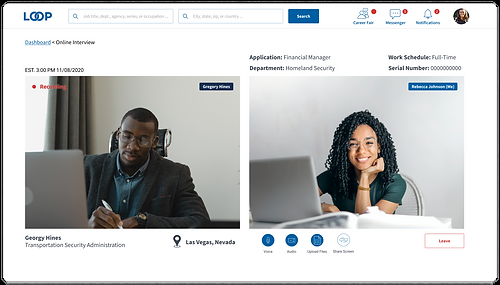 LOOP
Job title, dept., agency, series, or occupation...
City, state, zip, or country ...
Search
Career Fair
Messenger
Notifications
Dashboard < Online Interview
Application: Financial Manager
Work Schedule: Full-Time
Department: Homeland Security
Serial Number: 0000000000
EST. 3:00 PM 11/08/2020
Recording
Gregory Hines
Rebecca Johnson (Me)
Georgy Hines
Transportation Security Administration
Las Vegas, Nevada
Voice
Audio
Upload Files
Share Screen
Leave